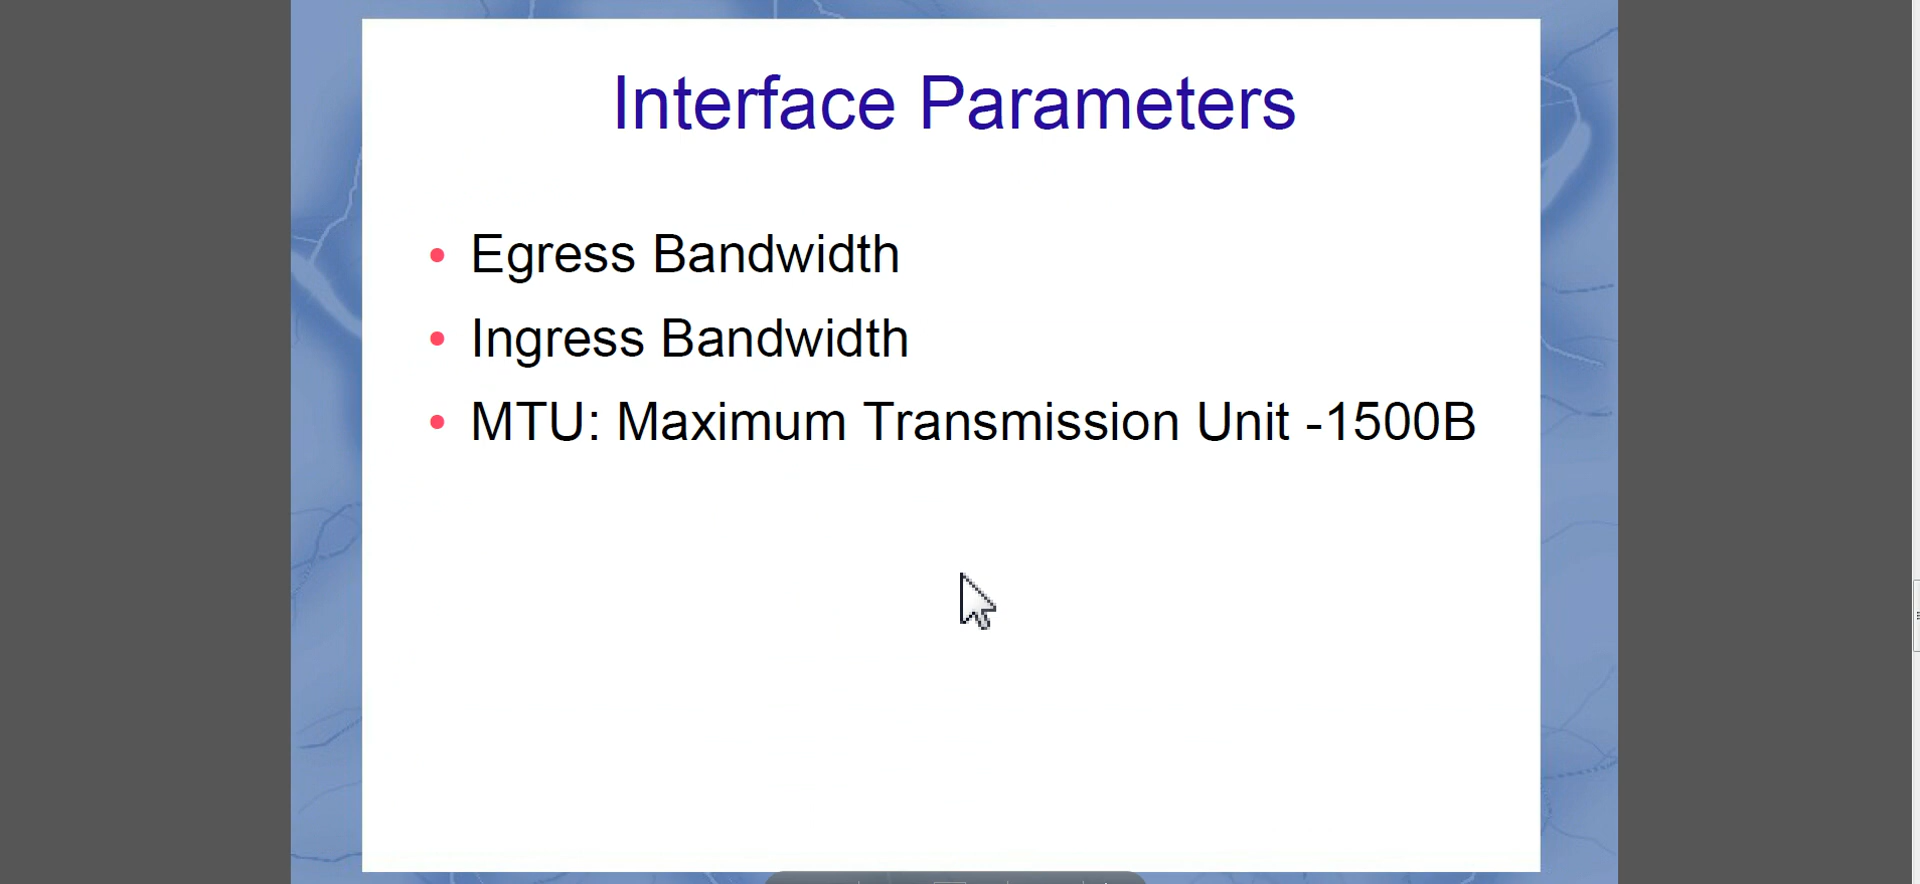 Interface Parameters
• Egress Bandwidth
• Ingress Bandwidth
• MTU: Maximum Transmission Unit -1500B